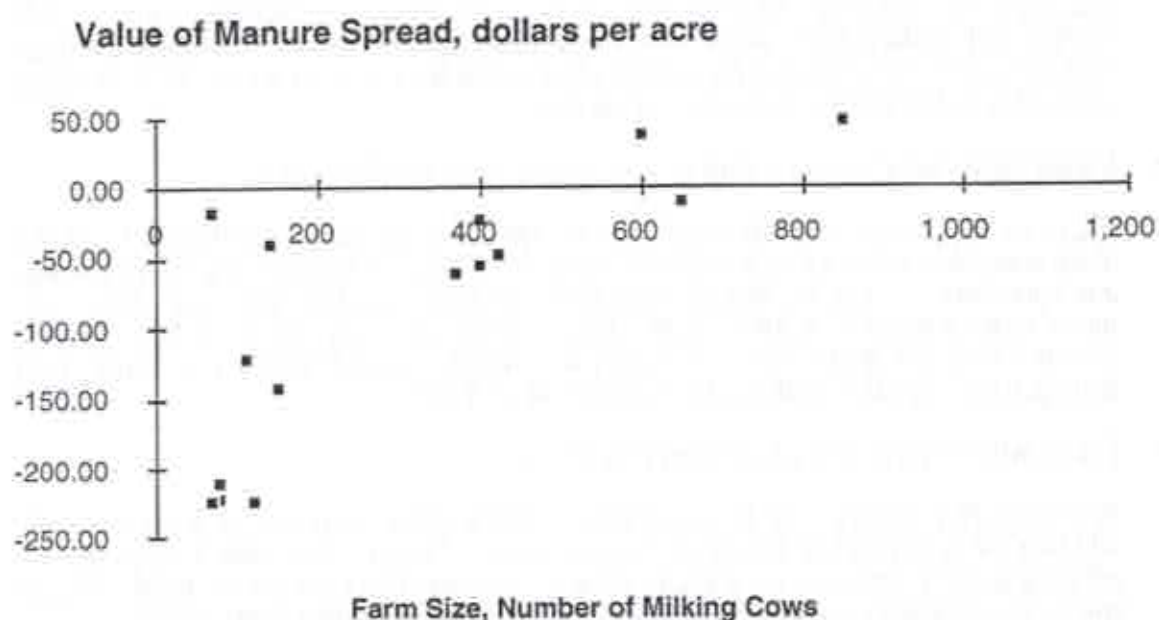 Value of Manure Spread, dollars per acre
50.00
0.00
0 200 400 600 800 1,000 1,200
-50.00
-100.00
-150.00
-200.00
-250.00
Farm Size, Number of Milking Cows